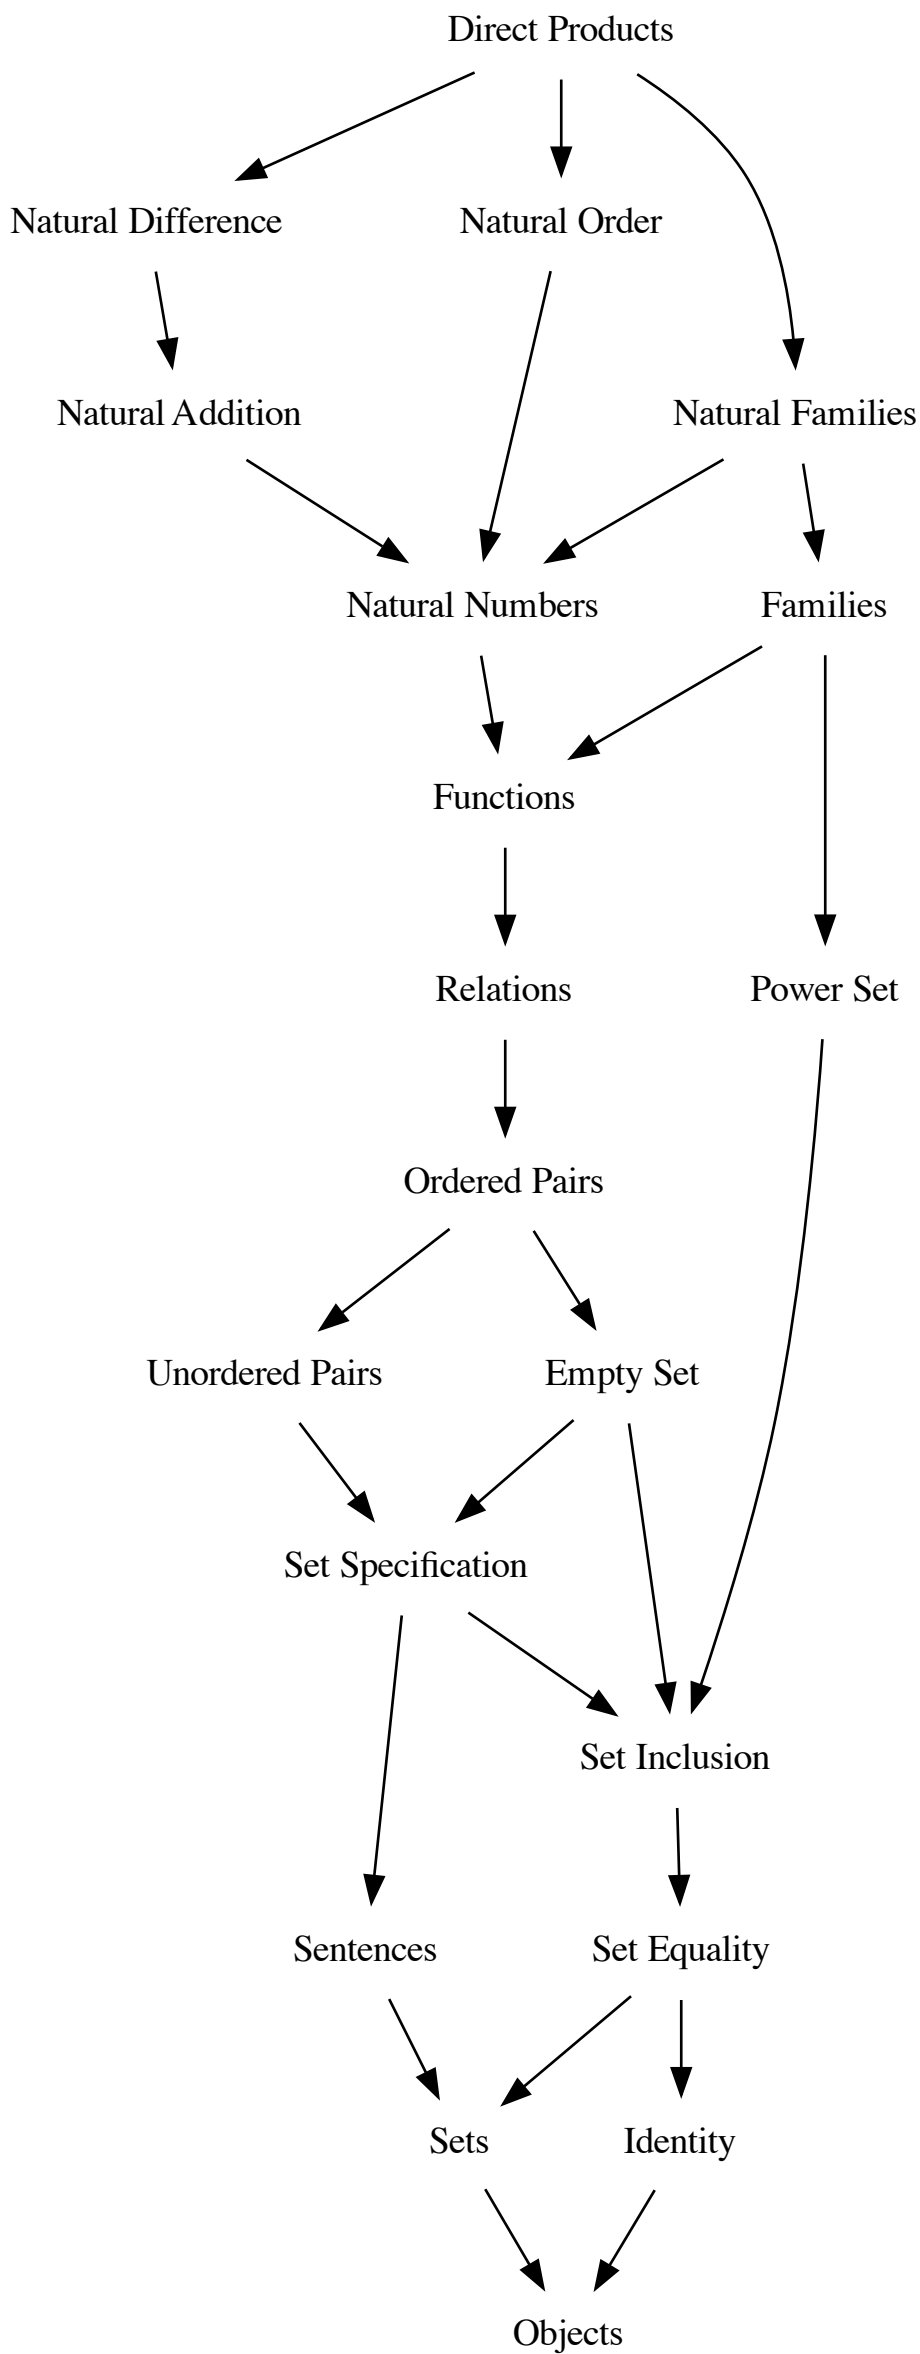 Direct Products
Natural Difference
Natural Order
Natural Addition
Natural Families
Natural Numbers
Families
Functions
Relations
Power Set
Ordered Pairs
Unordered Pairs
Empty Set
Set Specification
Set Inclusion
Sentences
Set Equality
Sets
Identity
Objects